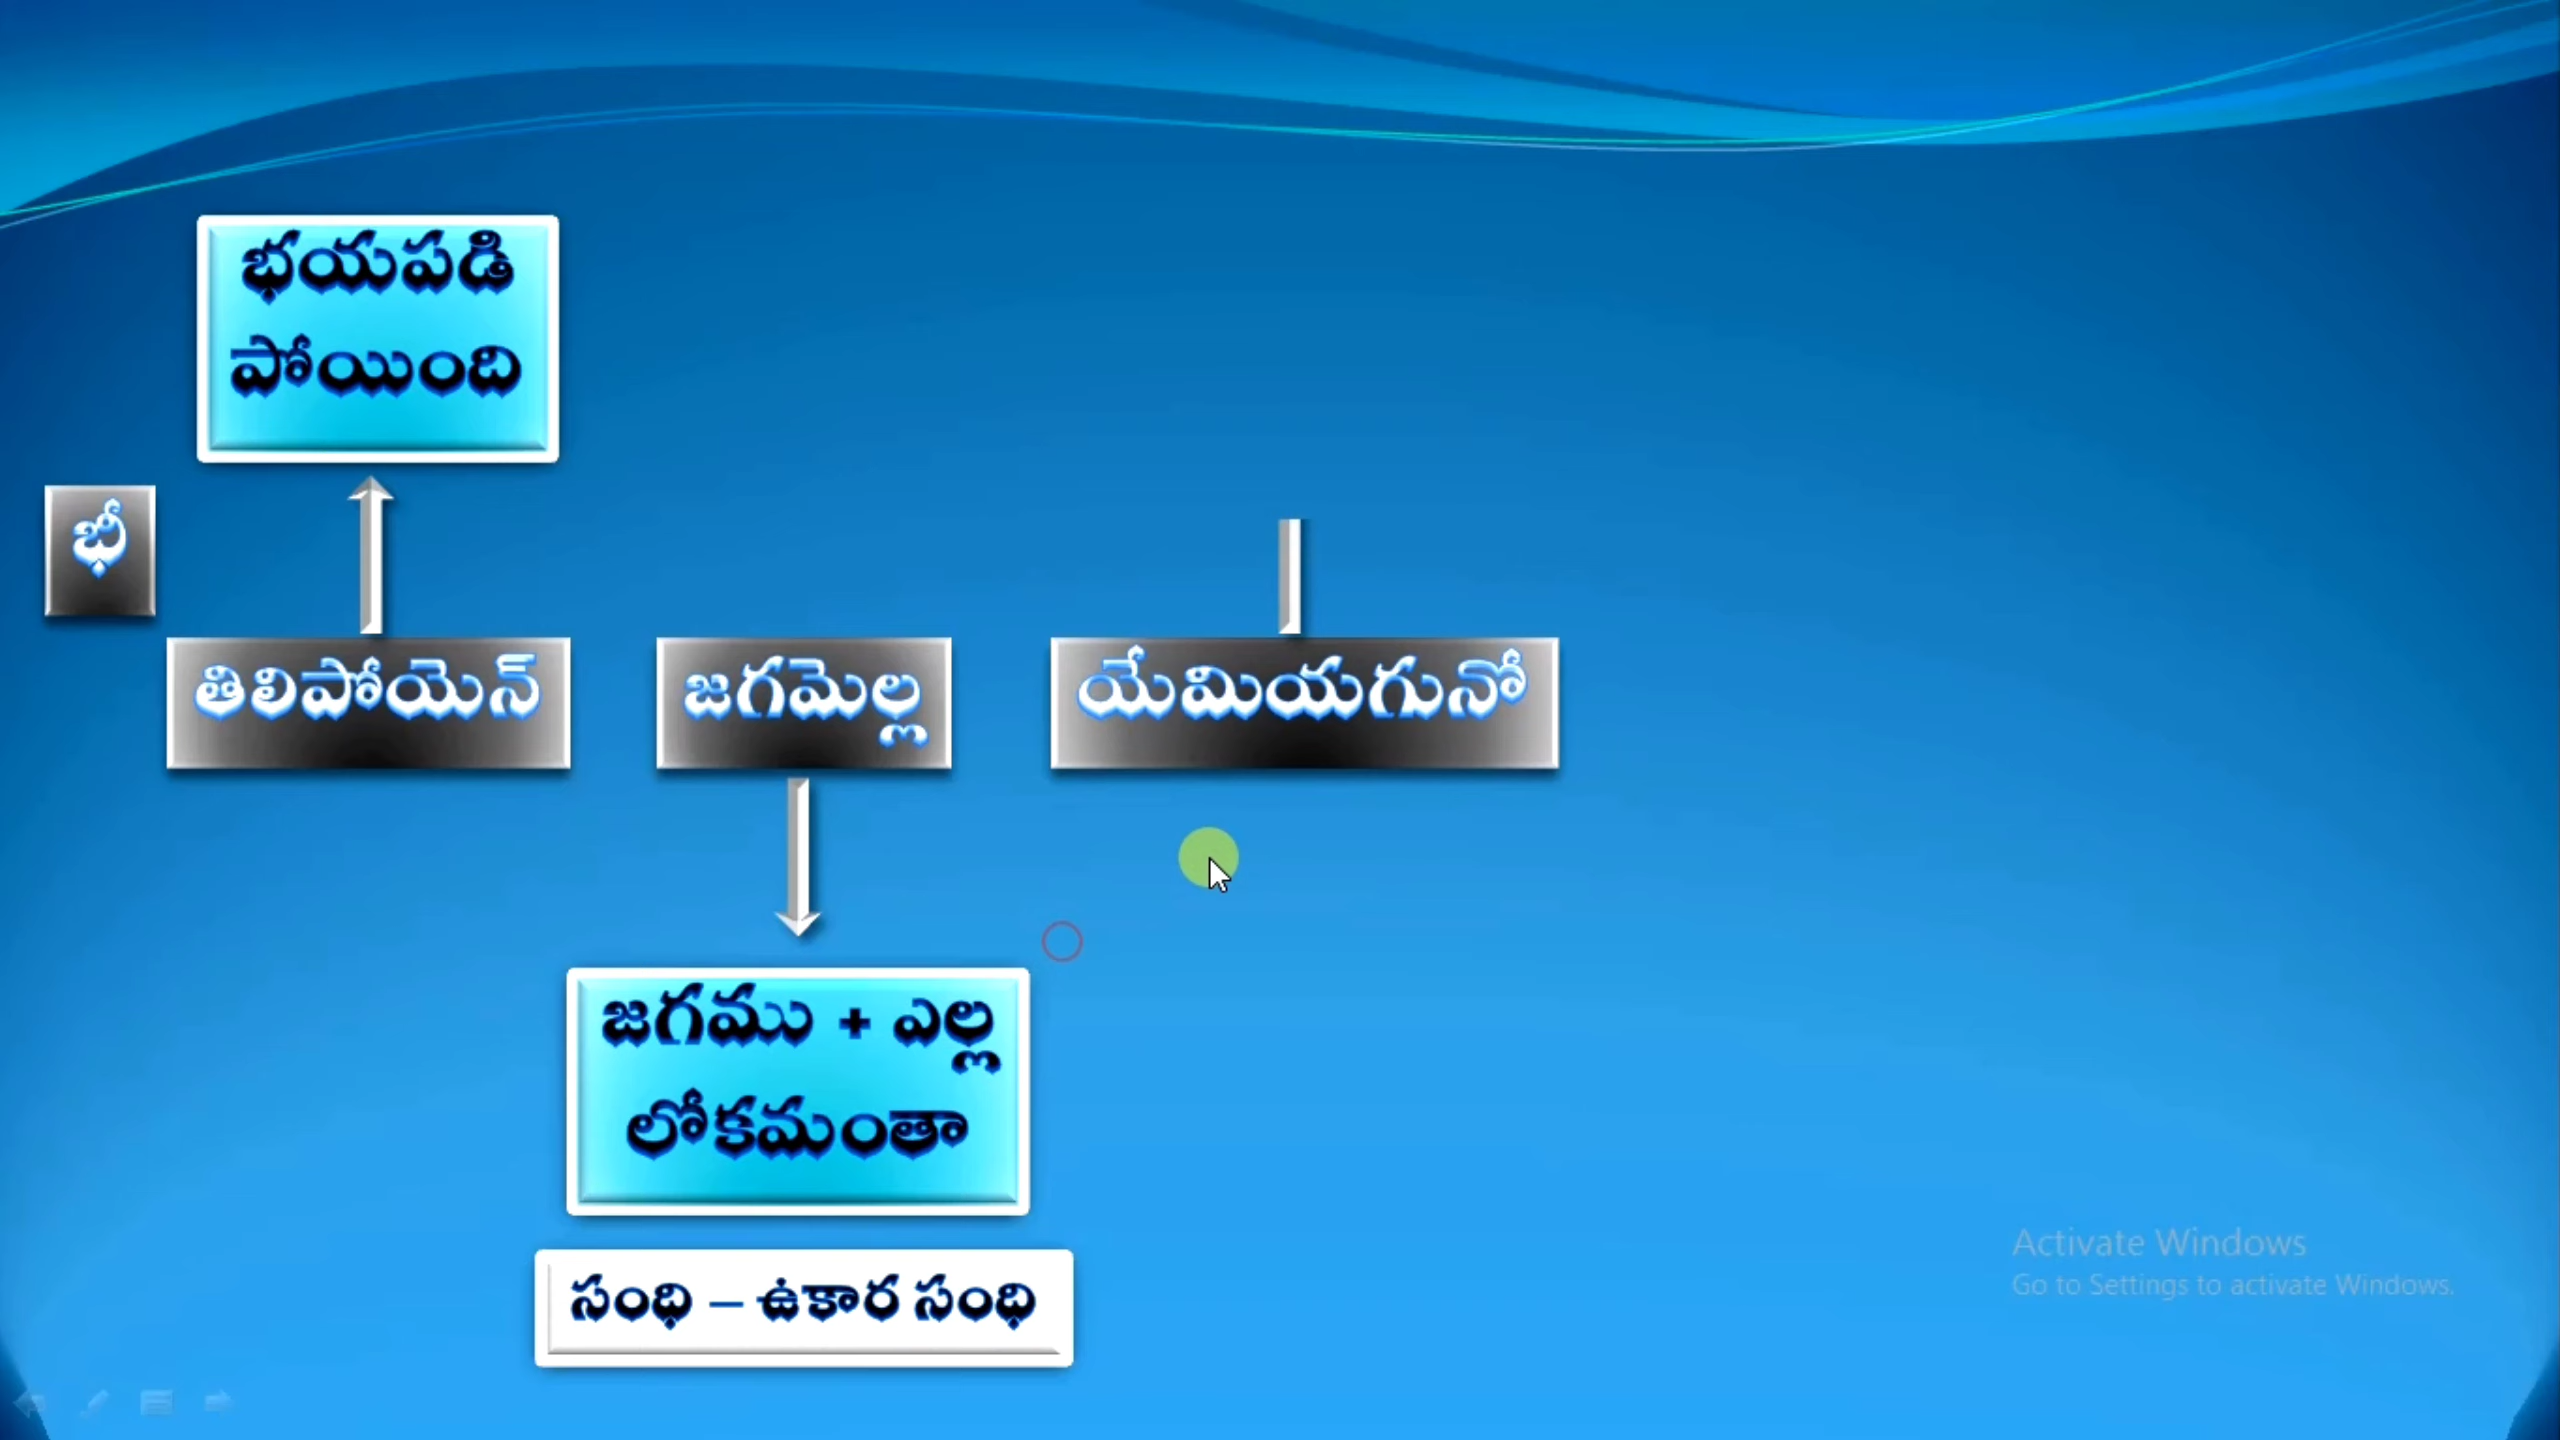 భయపడి
పోయింది
భీ
తిలిపోయెన్ జగమెల్ల యేమియగునో
జగము + ఎల్ల
లోకమంతా
సంధి – ఉకార సంధి
Activate Windows
Go to Settings to activate Windows.